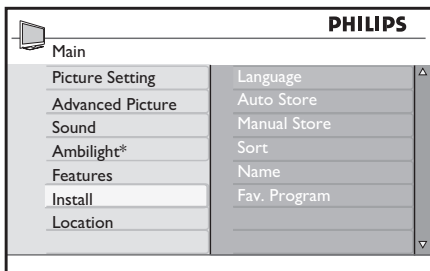 PHILIPS
Main
Picture Setting
Advanced Picture
Sound
Ambilight*
Features
Install
Location
Language
Auto Store
Manual Store
Sort
Name
Fav. Program